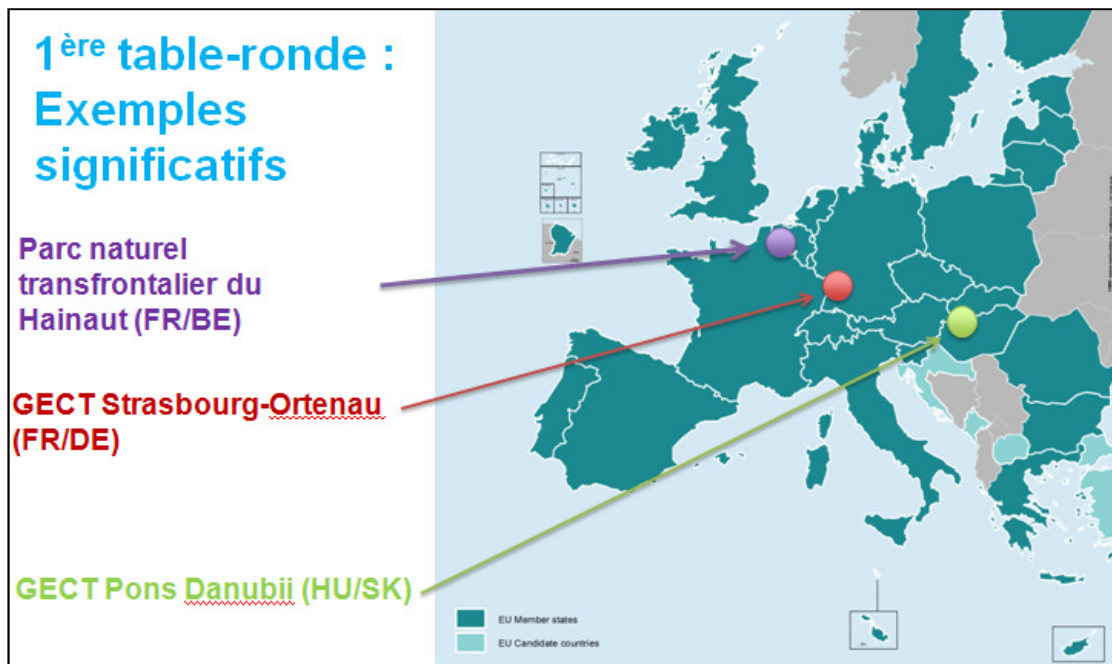 1ère table-ronde :
Exemples
significatifs
Parc naturel
transfrontalier du
Hainaut (FR/BE)
GECT Strasbourg-Ortenau
(FR/DE)
GECT Pons Danubii (HU/SK)
EU Member states
EU Candidate countries